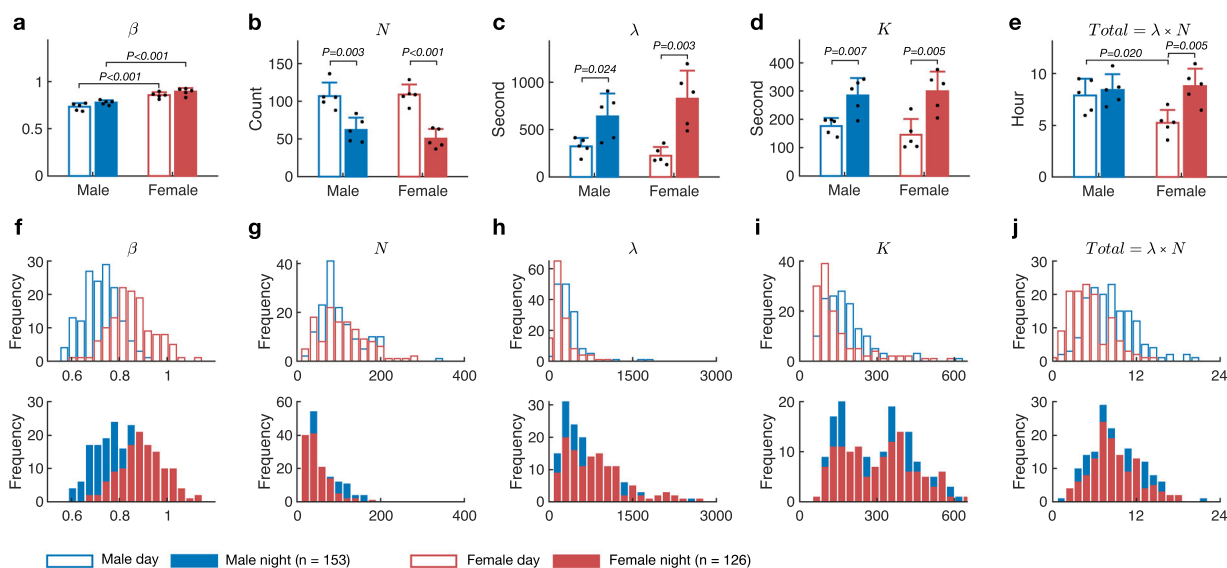 a β b N c λ d K e Total = λ × N
P<0.001
P<0.001
1
0.5
0
Male Female
Count
150
100
50
0
P=0.003 P<0.001
Male Female
Second
1000
500
0
P=0.024
P=0.003
Male Female
Second
400
300
200
100
0
P=0.007 P=0.005
Male Female
Hour
10
5
0
P=0.020 P=0.005
Male Female
f β g N h λ i K j Total = λ × N
Frequency
30
20
10
0
0.6 0.8 1
Frequency
40
20
0
0 200 400
Frequency
60
40
20
0
0 1500 3000
Frequency
40
20
0
0 300 600
Frequency
30
20
10
0
0 12 24
Frequency
30
20
10
0
0.6 0.8 1
Frequency
60
40
20
0
0 200 400
Frequency
30
20
10
0
0 1500 3000
Frequency
20
10
0
0 300 600
Frequency
30
20
10
0
0 12 24
Male day Male night (n = 153) Female day Female night (n = 126)